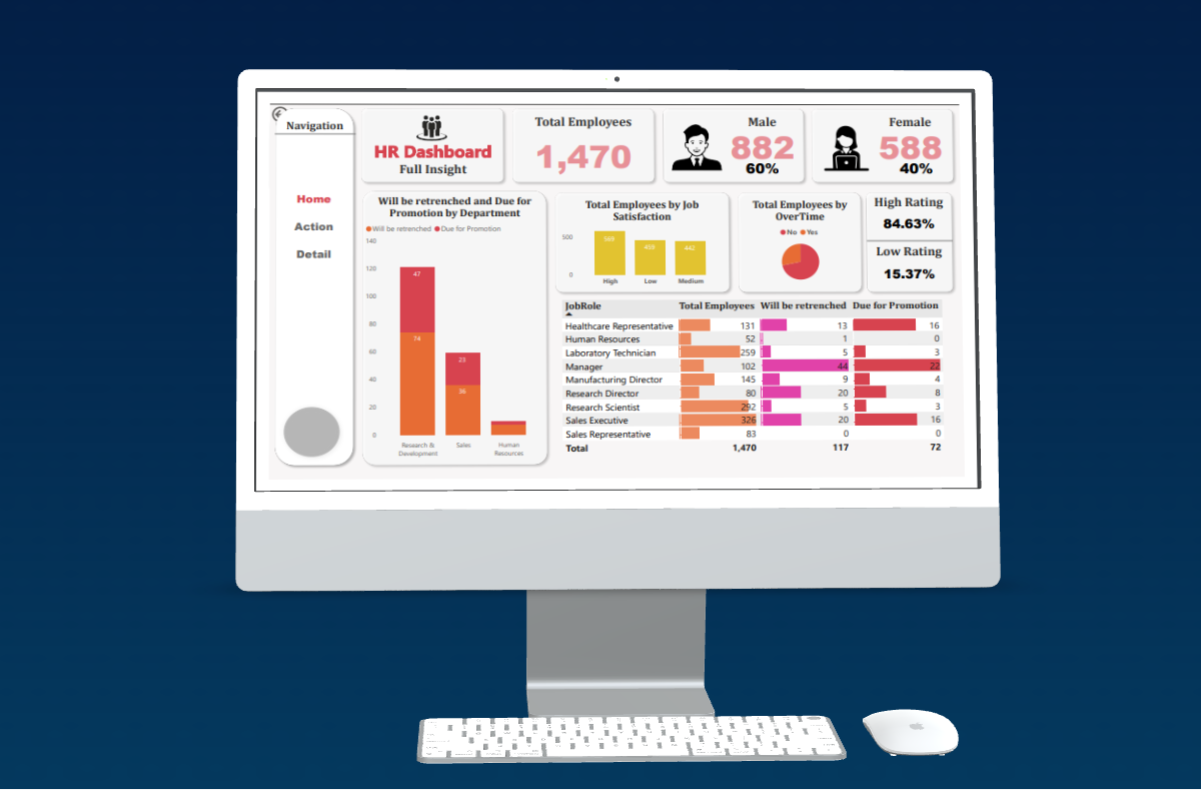 Navigation
Home
Action
Detail
HR Dashboard
Full Insight
Total Employees
1,470
Male
882
60%
Female
588
40%
Will be retrenched and Due for
Promotion by Department
Will be retrenched Due for Promotion
140
120
100
80
60
40
20
0
47
74
23
36
Research &
Development
Sales
Human
Resources
Total Employees by Job
Satisfaction
500
0
569
459
442
High Low Medium
Total Employees by
OverTime
No Yes
High Rating
84.63%
Low Rating
15.37%
JobRole Total Employees Will be retrenched Due for Promotion
Healthcare Representative 131 13 16
Human Resources 52 1 0
Laboratory Technician 259 5 3
Manager 102 44 22
Manufacturing Director 145 9 4
Research Director 80 20 8
Research Scientist 292 5 3
Sales Executive 326 20 16
Sales Representative 83 0 0
Total 1,470 117 72